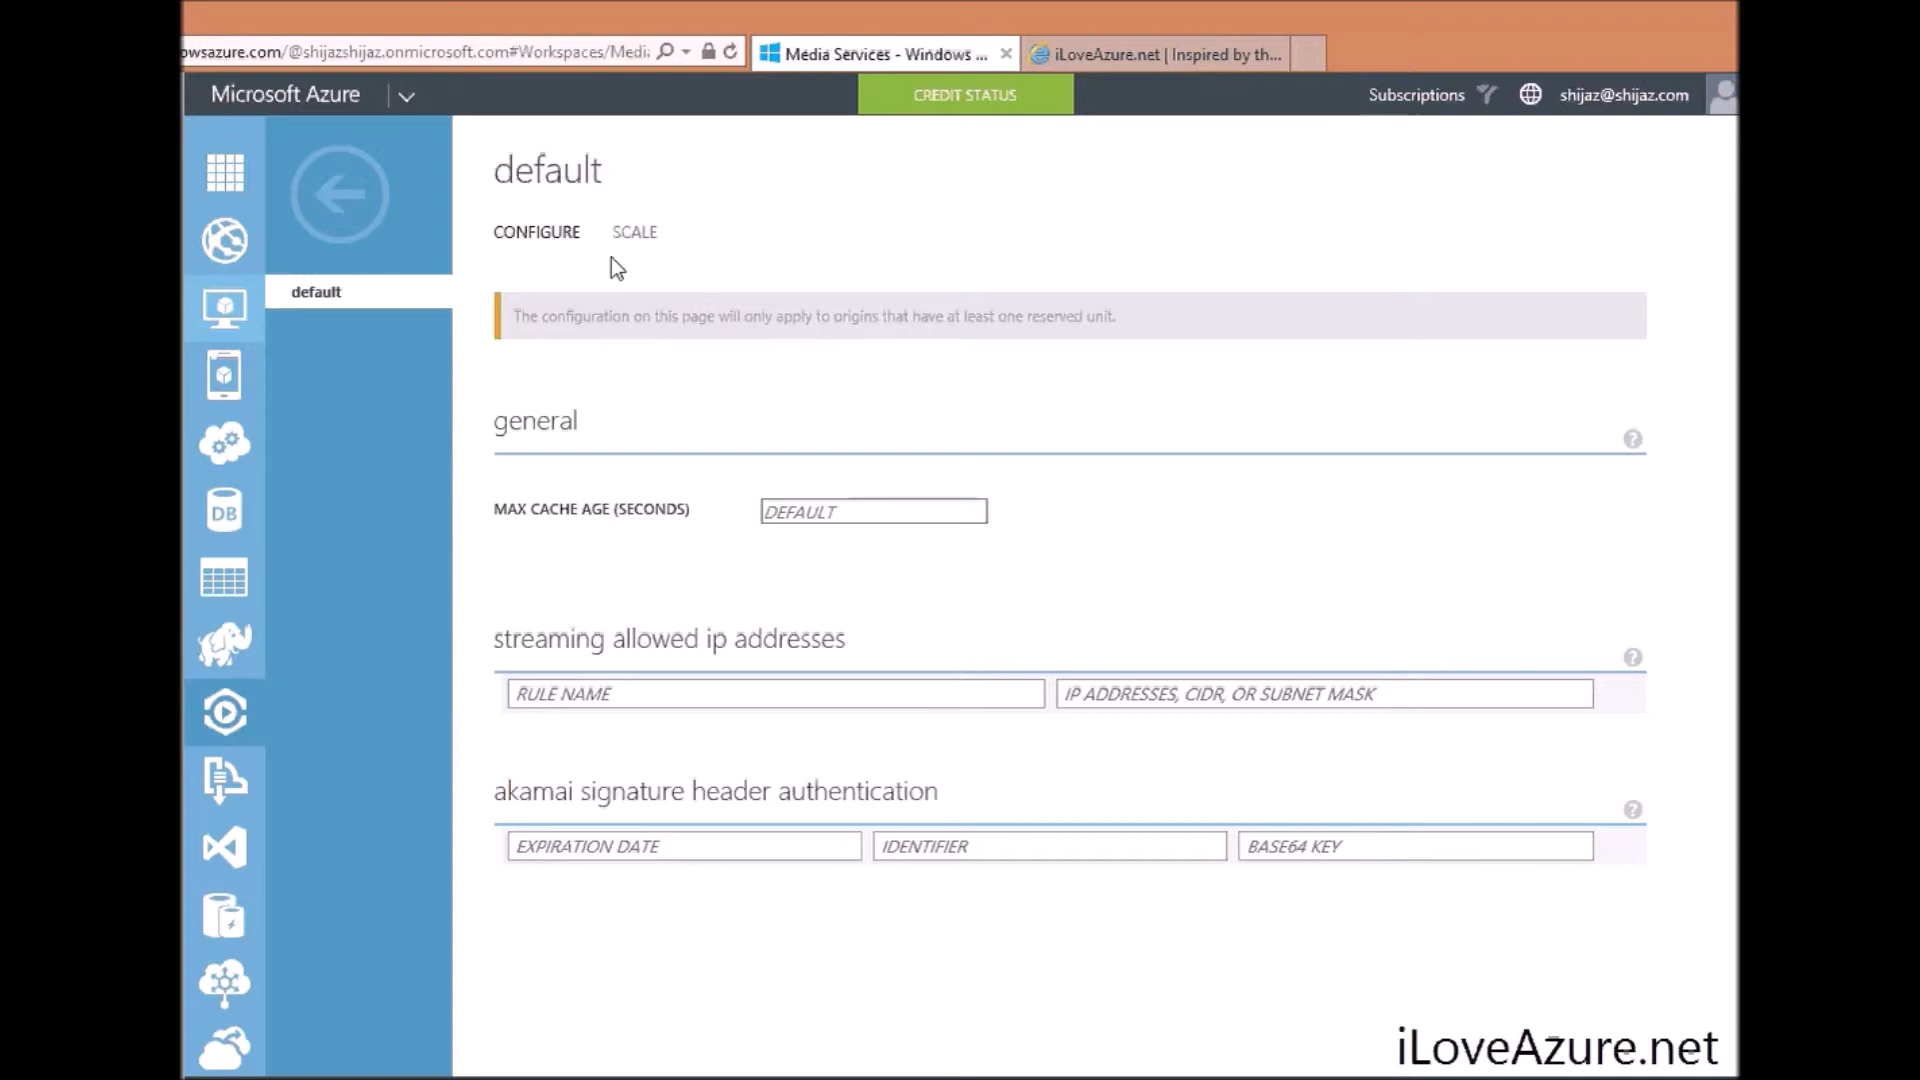 owsazure.com/@shijazshijaz.onmicrosoft.com#Workspaces/Medi
Media Services - Windows ...
iLoveAzure.net | Inspired by th...
Microsoft Azure
CREDIT STATUS
Subscriptions
shijaz@shijaz.com
default
CONFIGURE
SCALE
default
The configuration on this page will only apply to origins that have at least one reserved unit.
general
?
MAX CACHE AGE (SECONDS)
DEFAULT
DB
streaming allowed ip addresses
?
RULE NAME
IP ADDRESSES, CIDR, OR SUBNET MASK
akamai signature header authentication
?
EXPIRATION DATE
IDENTIFIER
BASE64 KEY
iLoveAzure.net